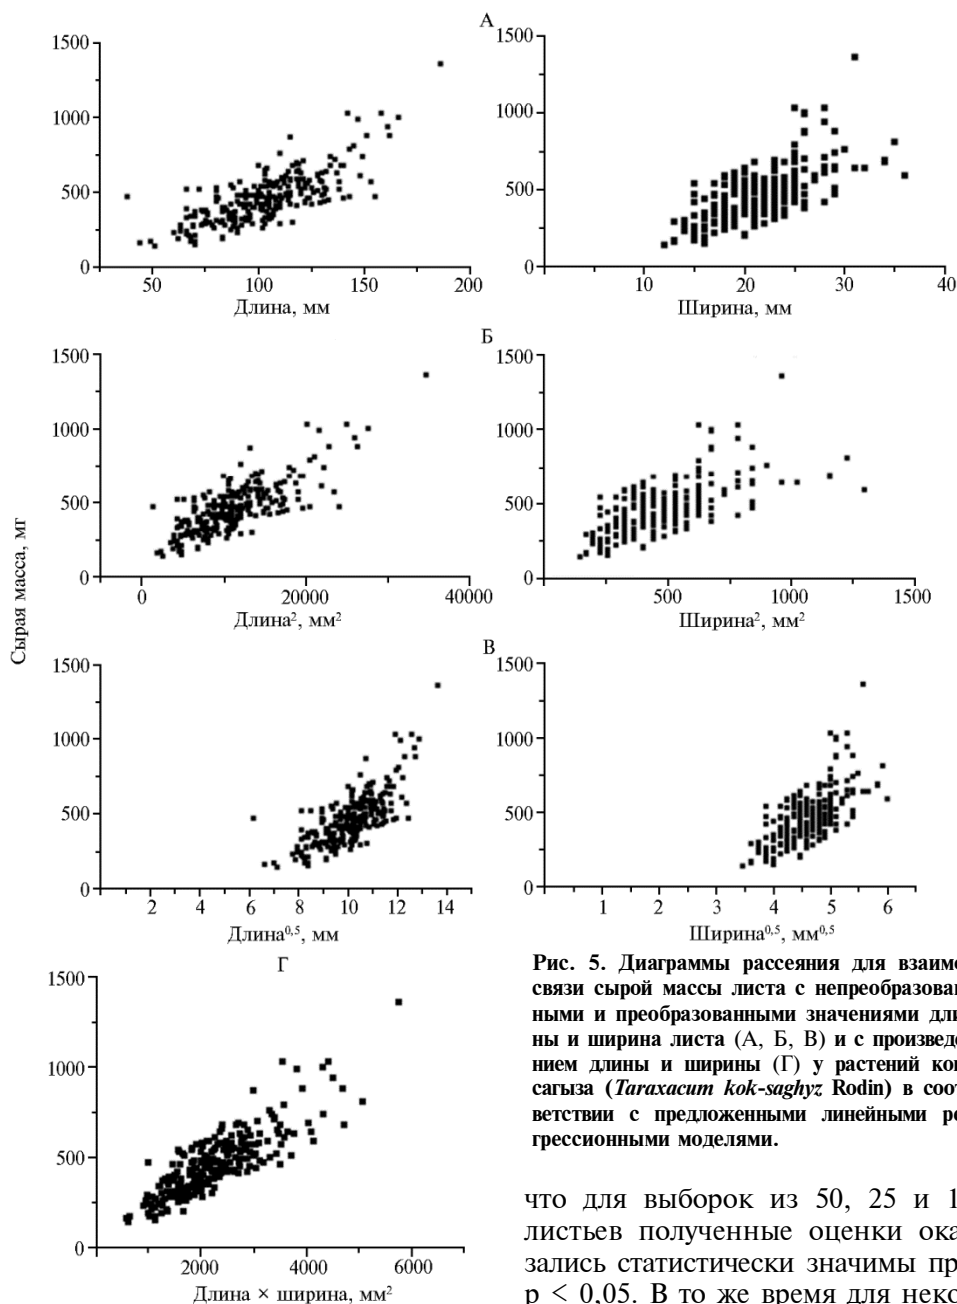 А
1500
1000
500
0
50
100
150
200
Длина, мм
1500
1000
500
0
10
20
30
40
Ширина, мм
Б
1500
1000
500
0
0
20000
40000
Длина², мм²
1500
1000
500
0
500
1000
1500
Ширина², мм²
Сырая масса, мг
В
1500
1000
500
0
2 4 6 8 10 12 14
Длина⁰,⁵, мм
1500
1000
500
0
1 2 3 4 5 6
Ширина⁰,⁵, мм⁰,⁵
Г
1500
1000
500
0
2000 4000 6000
Длина × ширина, мм²
Рис. 5. Диаграммы рассеяния для взаимо
связи сырой массы листа с непреобразован
ными и преобразованными значениями дли
ны и ширина листа (А, Б, В) и с произведе
нием длины и ширины (Г) у растений кок
сагыза (Taraxacum kok-saghyz Rodin) в соот
ветствии с предложенными линейными ре
грессионными моделями.
что для выборок из 50, 25 и 1
листьев полученные оценки ока
зались статистически значимы пр
p < 0,05. В то же время для неко